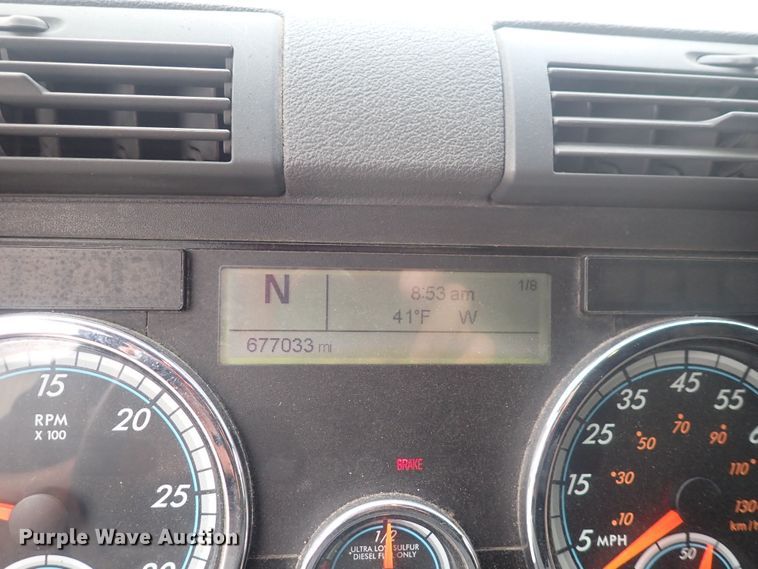 N
8:53 am
1/8
41°F W
677033 mi
15
20
25
30
RPM
X 100
BRAKE
1/2
ULTRA LOW SULFUR
DIESEL FUEL ONLY
5
15
25
35
45
55
10
30
50
70
90
110
130
MPH
km/h
50
Purple Wave Auction